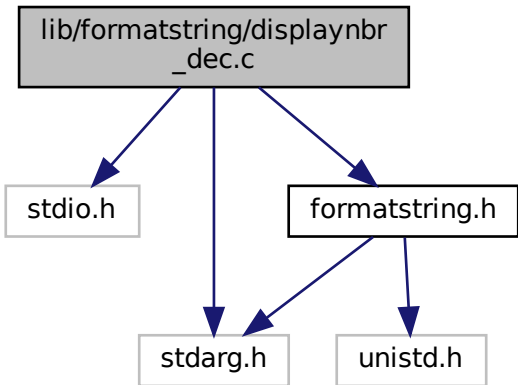 lib/formatstring/displaynbr
_dec.c
stdio.h
formatstring.h
stdarg.h
unistd.h